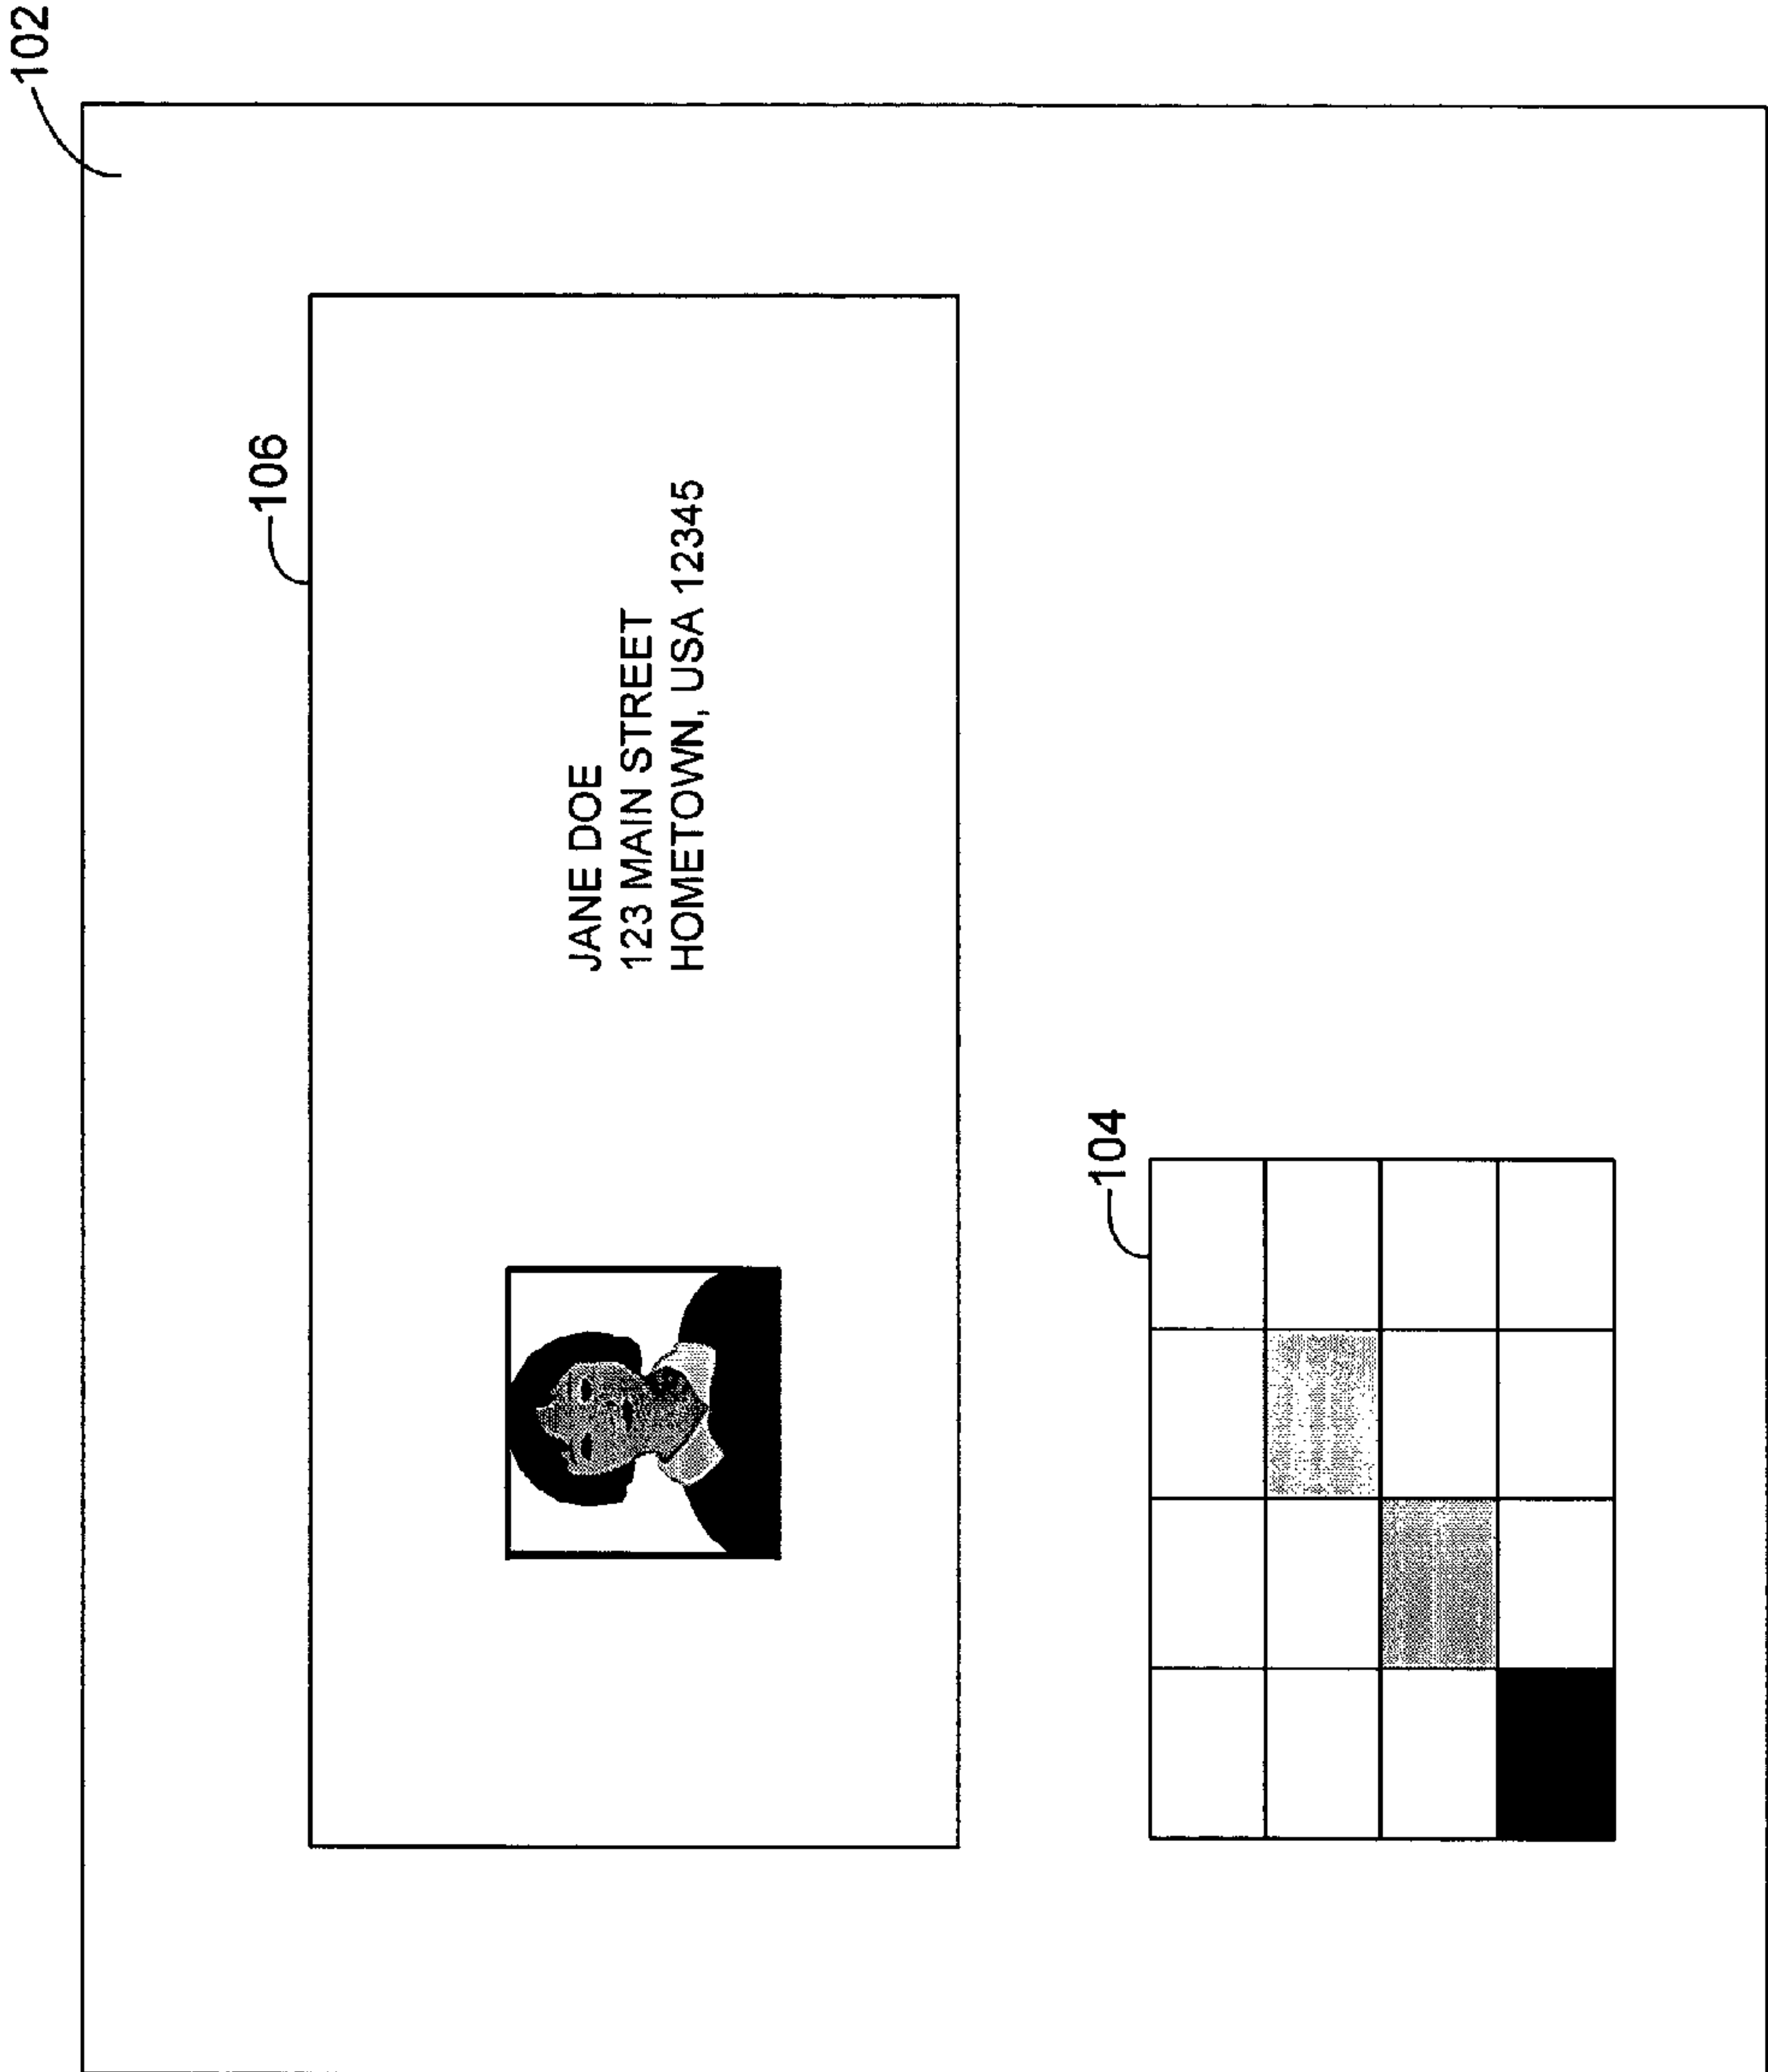 102
106
JANE DOE
123 MAIN STREET
HOMETOWN, USA 12345
104